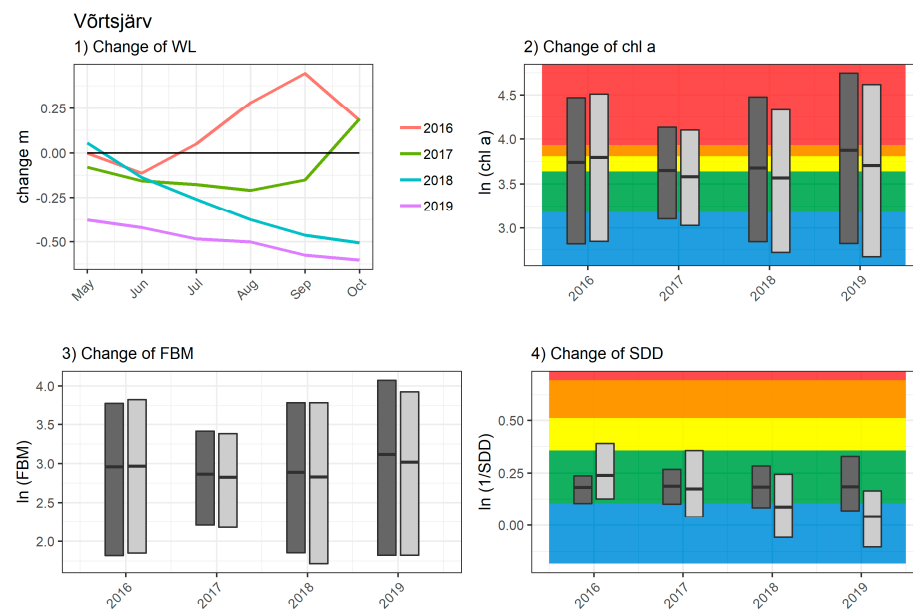 Võrtsjärv
1) Change of WL
change m
0.25
0.00
-0.25
-0.50
May Jun Jul Aug Sep Oct
2016
2017
2018
2019
2) Change of chl a
ln (chl a)
4.5
4.0
3.5
3.0
2016 2017 2018 2019
3) Change of FBM
ln (FBM)
4.0
3.5
3.0
2.5
2.0
2016 2017 2018 2019
4) Change of SDD
ln (1/SDD)
0.50
0.25
0.00
2016 2017 2018 2019